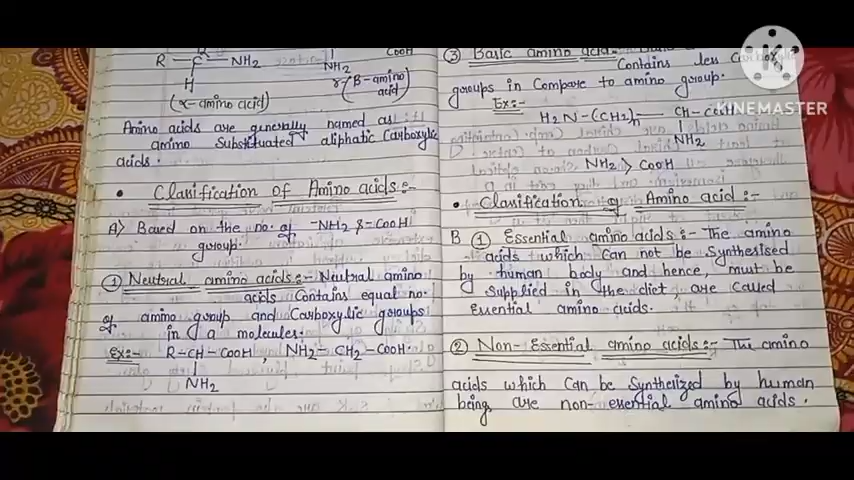 R — C — NH2
H
(α-amino acid)
COOH
NH2
γ (β-amino
acid)
Amino acids are generally named as
amino Substituated aliphatic Carboxylic
acids.
• Clasification of Amino acids:-
A> Based on the no. of -NH2 & -COOH
group.
① Neutral amino acids:- Neutral amino
acids Contains equal no.
of amino group and Carboxylic groups
in a molecules.
Ex:- R-CH-COOH, NH2-CH2-COOH.
NH2
③ Basic amino acid:-
Contains less Carboxylic
groups in Compare to amino group.
Ex:-
H2N-(CH2)n — CH-COOH
NH2
NH2 > COOH
• Clasification of Amino acid:-
B ① Essential amino acids:- The amino
acids which Can not be Synthesised
by human body and hence, must be
Supplied in the diet, are Called
Essential amino acids.
② Non-Essential amino acids:- The amino
acids which Can be Synthesized by human
being are non-essential amino acids.
KINEMASTER